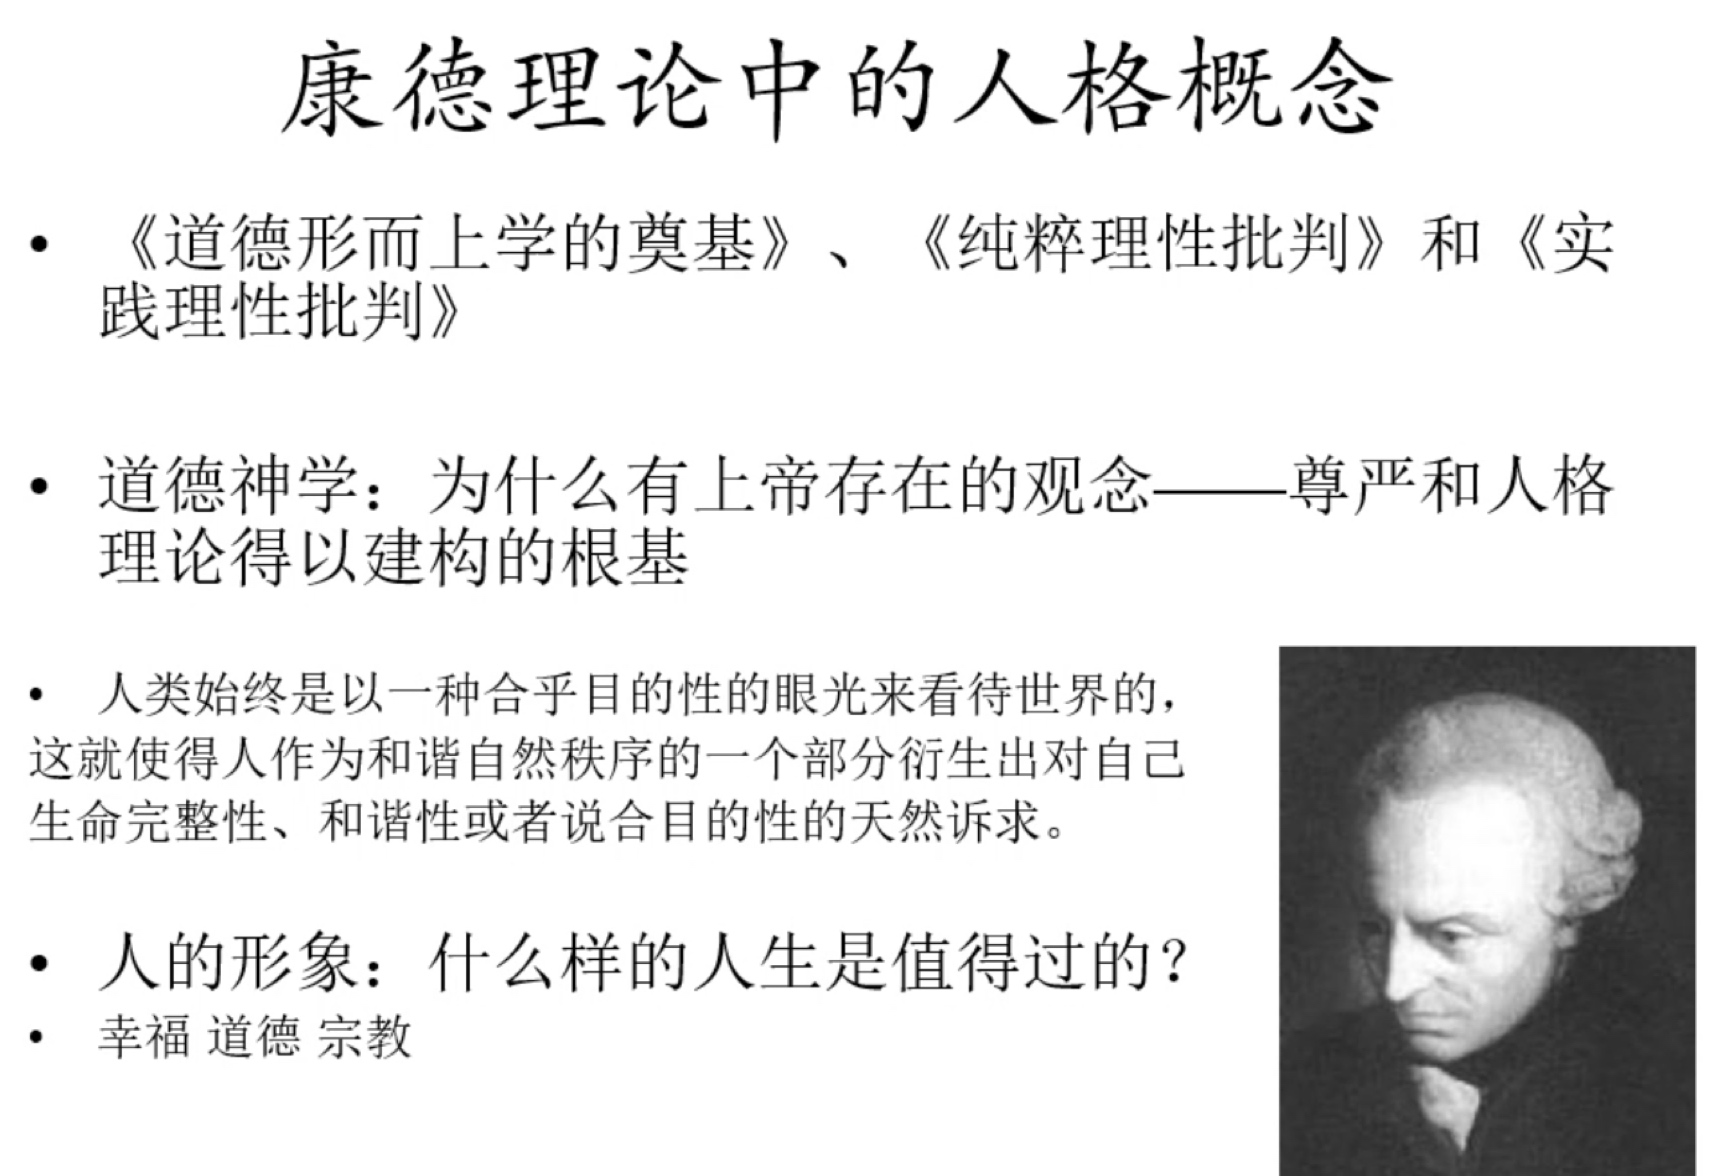 康德理论中的人格概念
• 《道德形而上学的奠基》、《纯粹理性批判》和《实
践理性批判》
• 道德神学：为什么有上帝存在的观念——尊严和人格
理论得以建构的根基
• 人类始终是以一种合乎目的性的眼光来看待世界的，
这就使得人作为和谐自然秩序的一个部分衍生出对自己
生命完整性、和谐性或者说合目的性的天然诉求。
• 人的形象：什么样的人生是值得过的？
• 幸福 道德 宗教